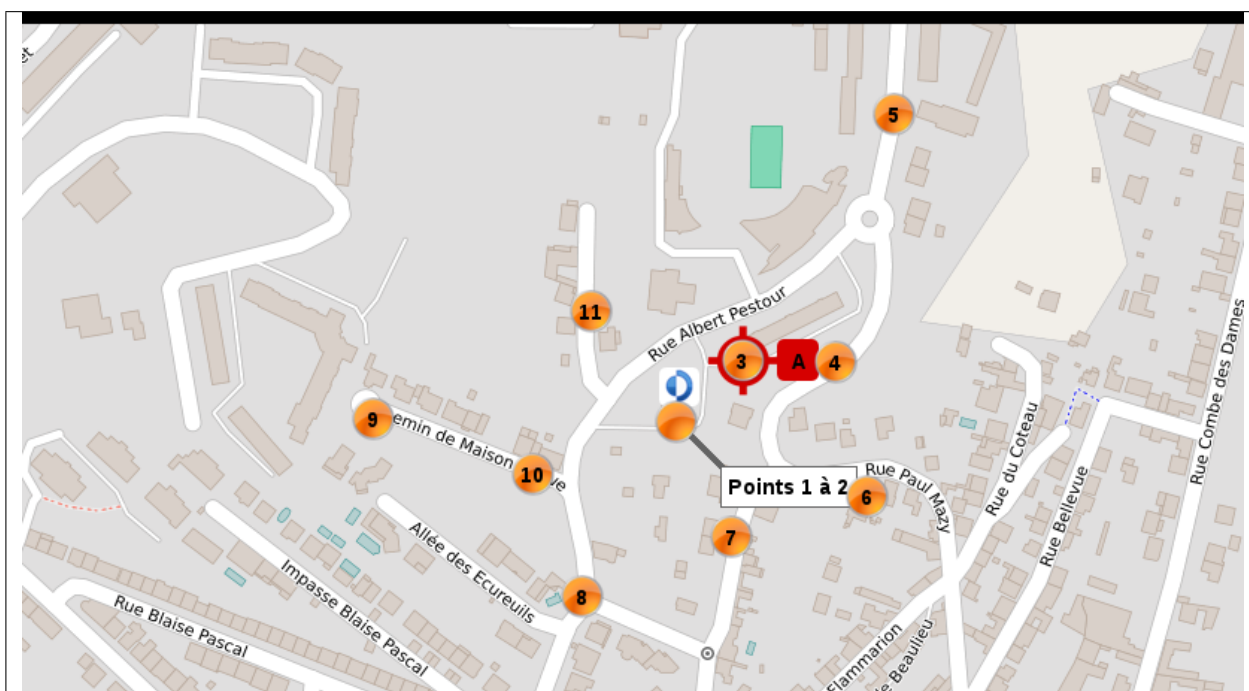 et
5
11
Rue Albert Pestour
3
A
4
9
emin de Maison
ve
10
Points 1 à 2
6
Rue Paul Mazy
7
8
Allée des Ecureuils
Impasse Blaise Pascal
Rue Blaise Pascal
Rue du Coteau
Rue Bellevue
Rue Combe des Dames
Flammarion
de Beaulieu